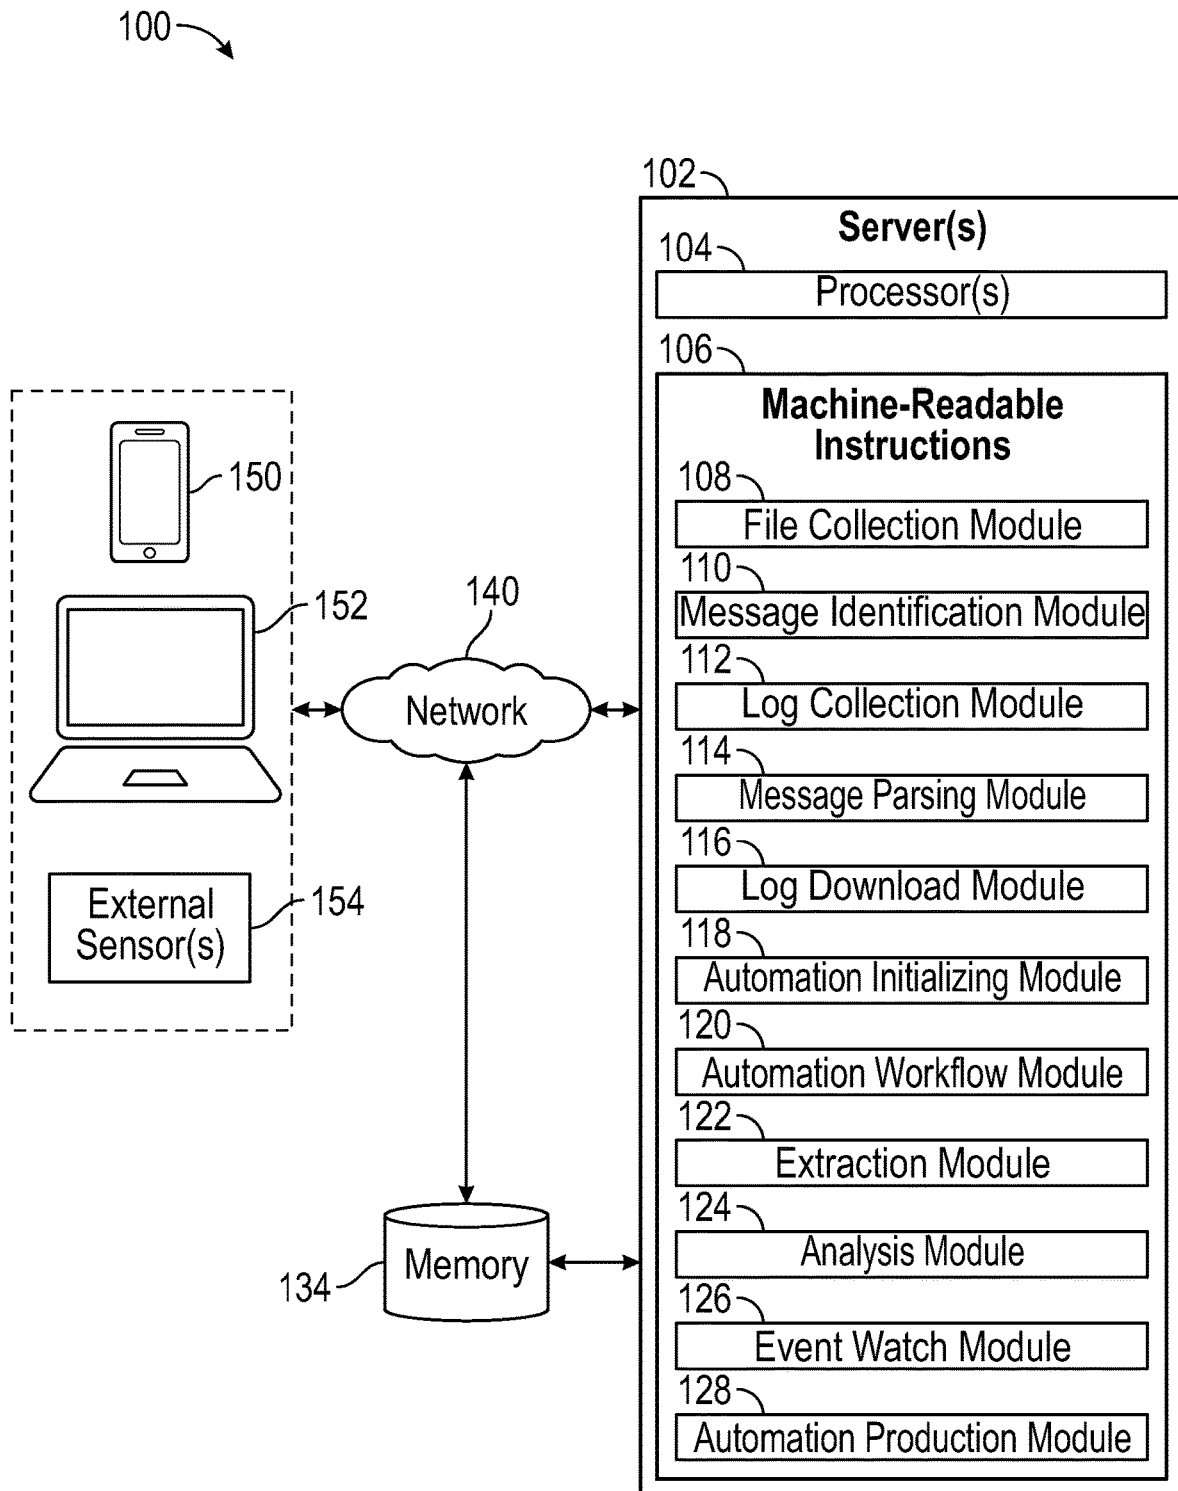 100
102
Server(s)
104
Processor(s)
106
Machine-Readable
Instructions
108
File Collection Module
110
Message Identification Module
112
Log Collection Module
114
Message Parsing Module
116
Log Download Module
118
Automation Initializing Module
120
Automation Workflow Module
122
Extraction Module
124
Analysis Module
126
Event Watch Module
128
Automation Production Module
150
152
External
Sensor(s)
154
140
Network
Memory
134